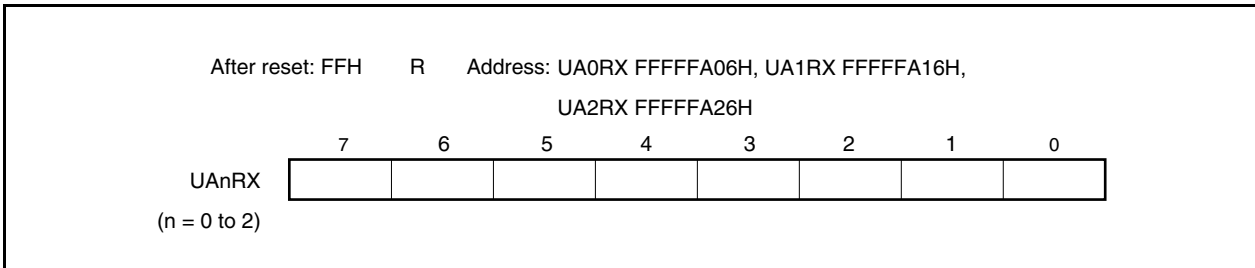 After reset: FFH R Address: UA0RX FFFFFA06H, UA1RX FFFFFA16H,
UA2RX FFFFFA26H
7 6 5 4 3 2 1 0
UAnRX
(n = 0 to 2)